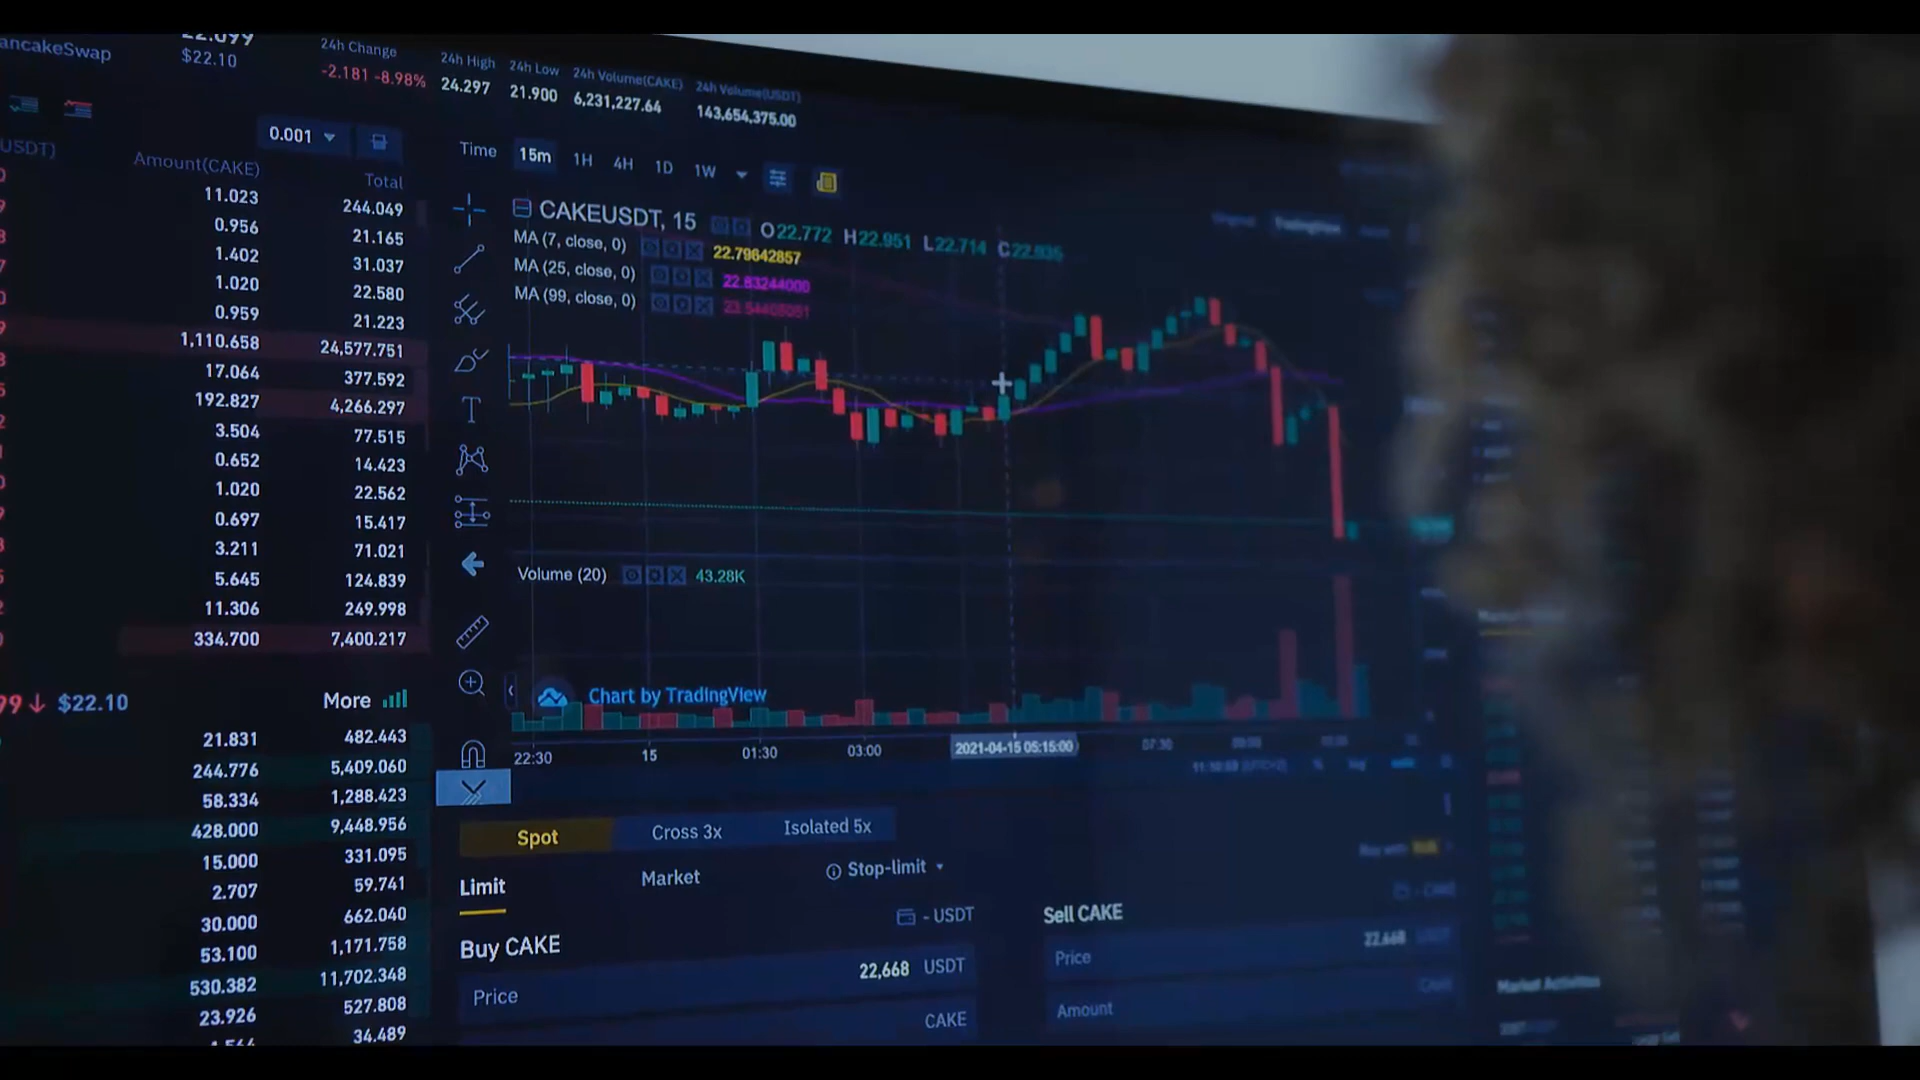 ancakeSwap
22.099
$22.10
24h Change
-2.181 -8.98%
24h High
24.297
24h Low
21.900
24h Volume(CAKE)
6,231,227.64
24h Volume(USDT)
143,654,375.00
0.001
USDT)
Amount(CAKE)
Total
11.023 244.049
0.956 21.165
1.402 31.037
1.020 22.580
0.959 21.223
1,110.658 24,577.751
17.064 377.592
192.827 4,266.297
3.504 77.515
0.652 14.423
1.020 22.562
0.697 15.417
3.211 71.021
5.645 124.839
11.306 249.998
334.700 7,400.217
99 $22.10
More
21.831 482.443
244.776 5,409.060
58.334 1,288.423
428.000 9,448.956
15.000 331.095
2.707 59.741
30.000 662.040
53.100 1,171.758
530.382 11,702.348
23.926 527.808
34.489
Time 15m 1H 4H 1D 1W
CAKEUSDT, 15 O22.772 H22.951 L22.714 C22.935
MA (7, close, 0) 22.79642857
MA (25, close, 0) 22.83244000
MA (99, close, 0)
TradingView
Volume (20) 43.28K
Chart by TradingView
22:30 15 01:30 03:00 2021-04-15 05:15:00 07:30
Spot Cross 3x Isolated 5x
Limit Market Stop-limit
- USDT
Buy CAKE
Price 22,668 USDT
CAKE
Buy with
Sell CAKE
Price 22.668 USDT
Amount
Market Activities